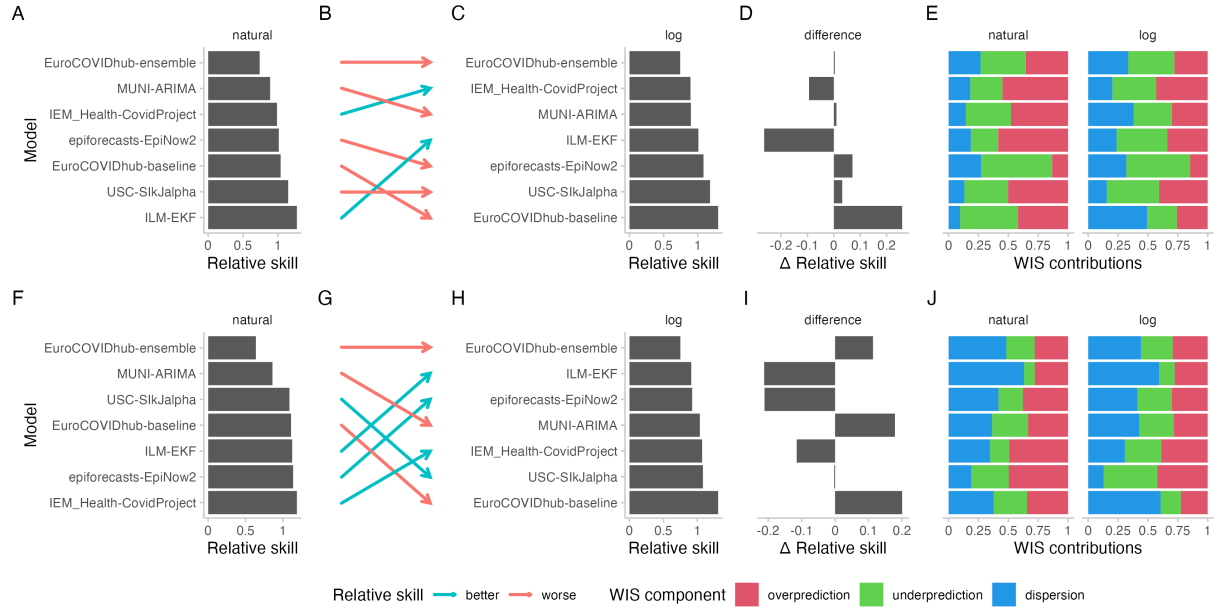 A
B
C
D
E
natural
log
difference
natural
log
Model
EuroCOVIDhub-ensemble
MUNI-ARIMA
IEM_Health-CovidProject
epiforecasts-EpiNow2
EuroCOVIDhub-baseline
USC-SIkJalpha
ILM-EKF
EuroCOVIDhub-ensemble
IEM_Health-CovidProject
MUNI-ARIMA
ILM-EKF
epiforecasts-EpiNow2
USC-SIkJalpha
EuroCOVIDhub-baseline
0 0.5 1
0 0.5 1
-0.2 -0.1 0 0.1 0.2
0 0.25 0.5 0.75 1
0 0.25 0.5 0.75 1
Relative skill
Relative skill
Δ Relative skill
WIS contributions
F
G
H
I
J
natural
log
difference
natural
log
Model
EuroCOVIDhub-ensemble
MUNI-ARIMA
USC-SIkJalpha
EuroCOVIDhub-baseline
ILM-EKF
epiforecasts-EpiNow2
IEM_Health-CovidProject
EuroCOVIDhub-ensemble
ILM-EKF
epiforecasts-EpiNow2
MUNI-ARIMA
IEM_Health-CovidProject
USC-SIkJalpha
EuroCOVIDhub-baseline
0 0.5 1
0 0.5 1
-0.2 -0.1 0 0.1 0.2
0 0.25 0.5 0.75 1
0 0.25 0.5 0.75 1
Relative skill
Relative skill
Δ Relative skill
WIS contributions
Relative skill better worse WIS component overprediction underprediction dispersion